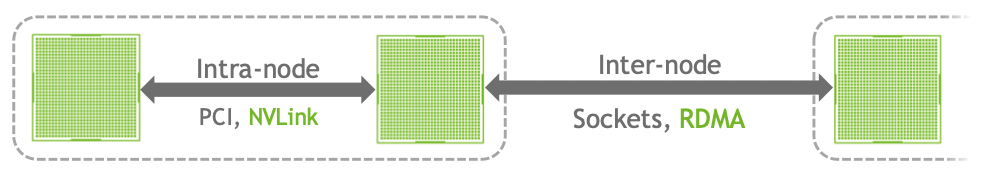 Intra-node
PCI, NVLink
Inter-node
Sockets, RDMA